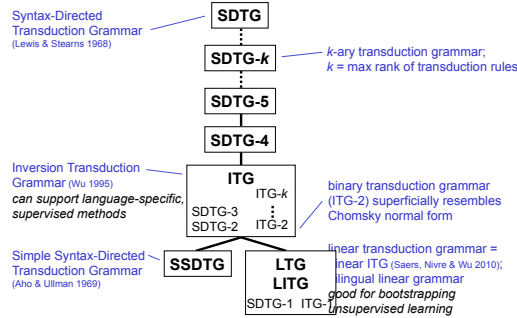 Syntax-Directed
Transduction Grammar
(Lewis & Stearns 1968)
SDTG
SDTG-k
k-ary transduction grammar;
k = max rank of transduction rules
SDTG-5
SDTG-4
Inversion Transduction
Grammar (Wu 1995)
can support language-specific,
supervised methods
ITG
ITG-k
SDTG-3
SDTG-2
ITG-2
binary transduction grammar
(ITG-2) superficially resembles
Chomsky normal form
Simple Syntax-Directed
Transduction Grammar
(Aho & Ullman 1969)
SSDTG
LTG
LITG
SDTG-1 ITG-1
linear transduction grammar =
linear ITG (Saers, Nivre & Wu 2010);
bilingual linear grammar
good for bootstrapping
unsupervised learning